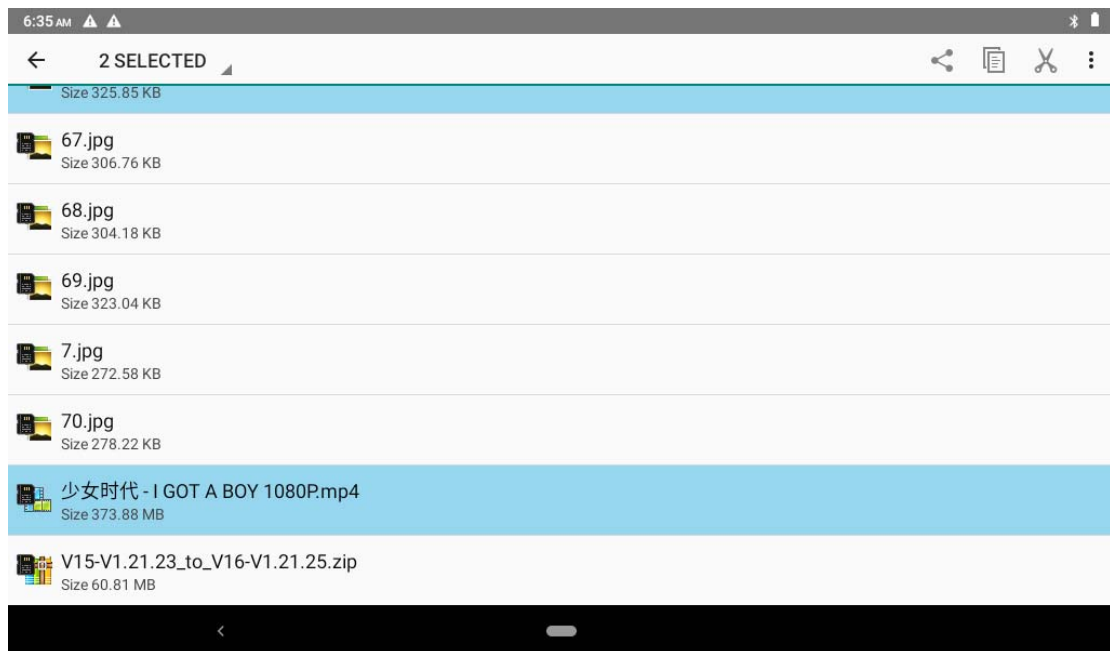 6:35 AM
2 SELECTED
Size 325.85 KB
67.jpg
Size 306.76 KB
68.jpg
Size 304.18 KB
69.jpg
Size 323.04 KB
7.jpg
Size 272.58 KB
70.jpg
Size 278.22 KB
少女时代 - I GOT A BOY 1080P.mp4
Size 373.88 MB
V15-V1.21.23_to_V16-V1.21.25.zip
Size 60.81 MB